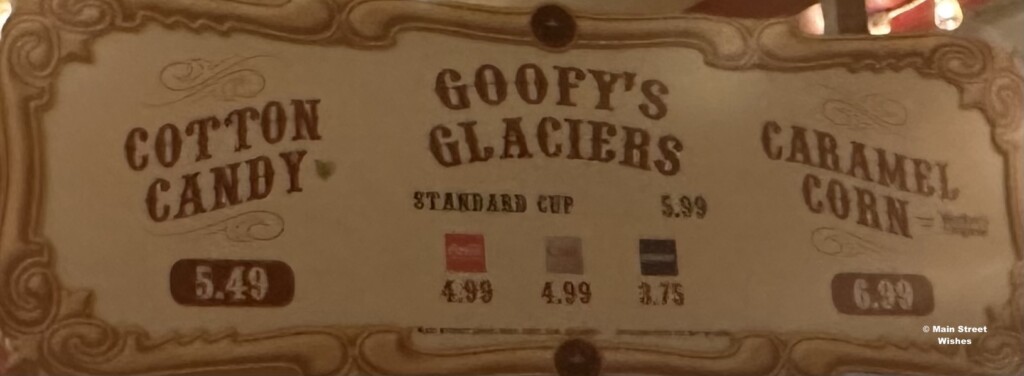 COTTON
CANDY
5.49
GOOFY'S
GLACIERS
STANDARD CUP 5.99
4.99 4.99 3.75
CARAMEL
CORN
6.99
© Main Street
Wishes